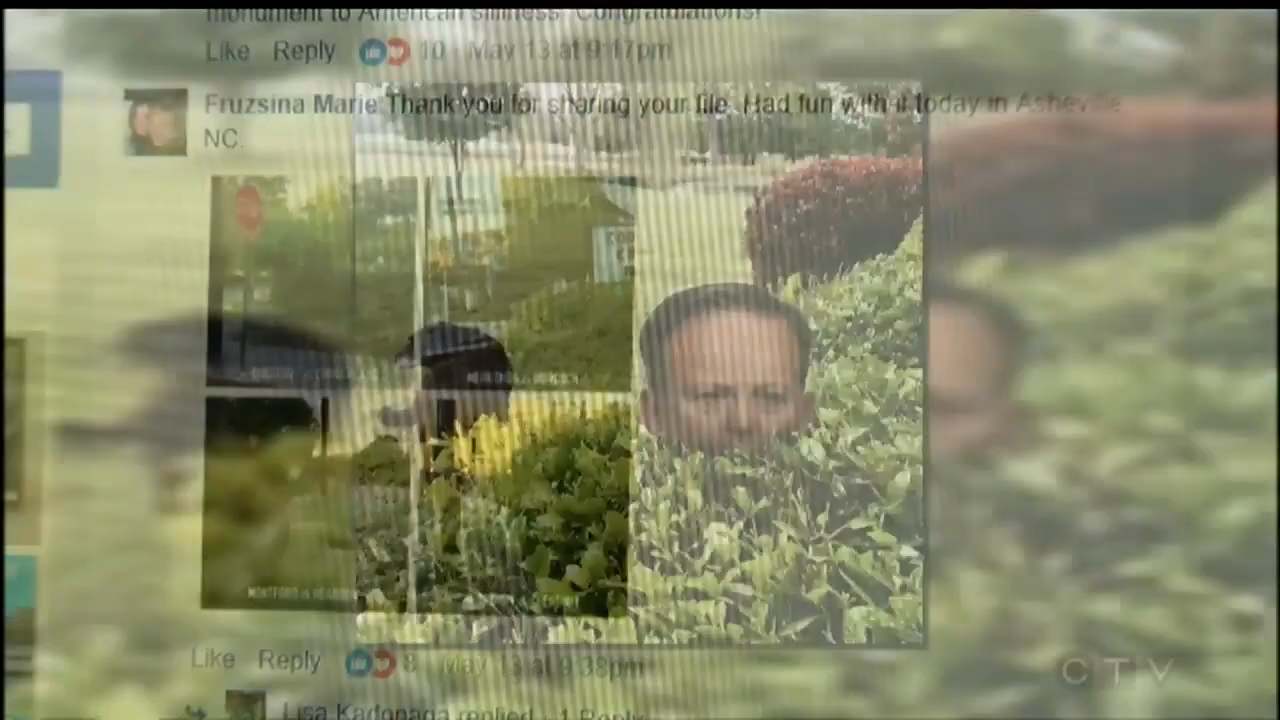 monument to American silliness. Congratulations!
Like Reply 10 May 13 at 9:17pm
Fruzsina Marie Thank you for sharing your file. Had fun with it today in Asheville
NC.
Like Reply 8 May 13 at 9:38pm
Lisa Kadonaga replied · 1 Reply
CTV